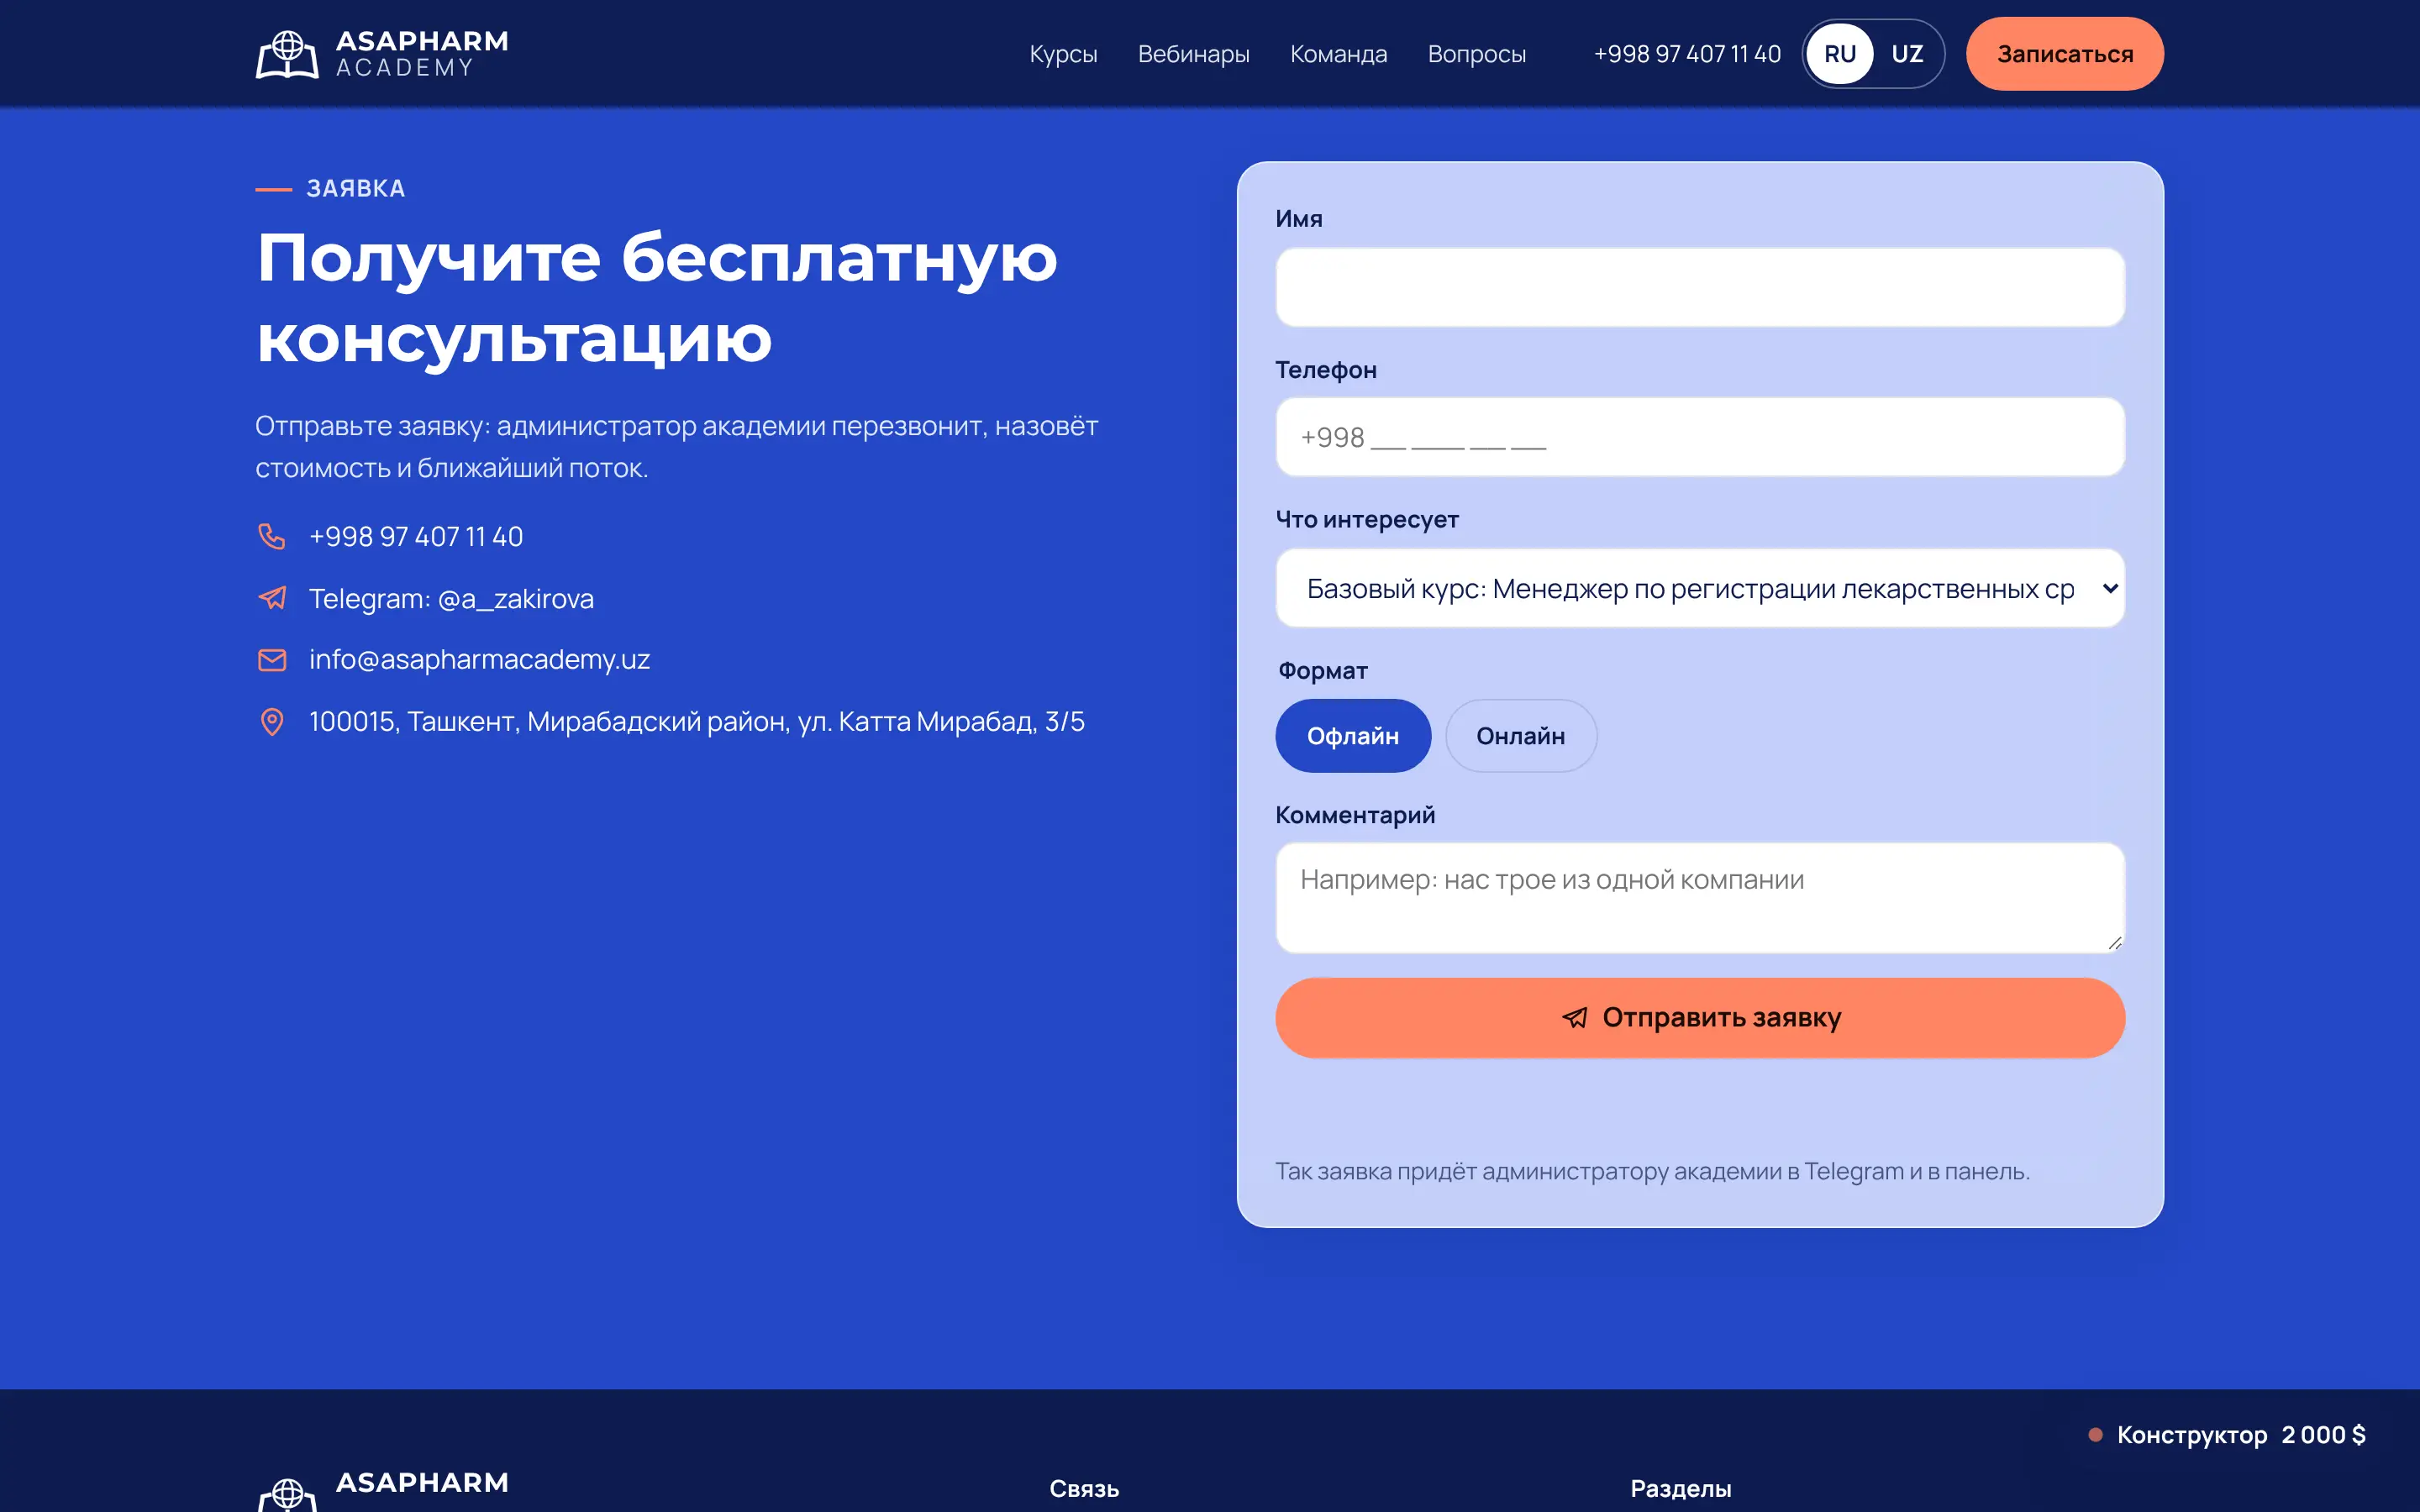 ASAPHARM
ACADEMY
Курсы
Вебинары
Команда
Вопросы
+998 97 407 11 40
RU
UZ
Записаться
ЗАЯВКА
Получите бесплатную
консультацию
Отправьте заявку: администратор академии перезвонит, назовёт
стоимость и ближайший поток.
+998 97 407 11 40
Telegram: @a_zakirova
info@asapharmacademy.uz
100015, Ташкент, Мирабадский район, ул. Катта Мирабад, 3/5
Имя
Телефон
+998 __ ___ __ __
Что интересует
Базовый курс: Менеджер по регистрации лекарственных ср
Формат
Офлайн
Онлайн
Комментарий
Например: нас трое из одной компании
Отправить заявку
Так заявка придёт администратору академии в Telegram и в панель.
Конструктор 2 000 $
ASAPHARM
Связь
Разделы